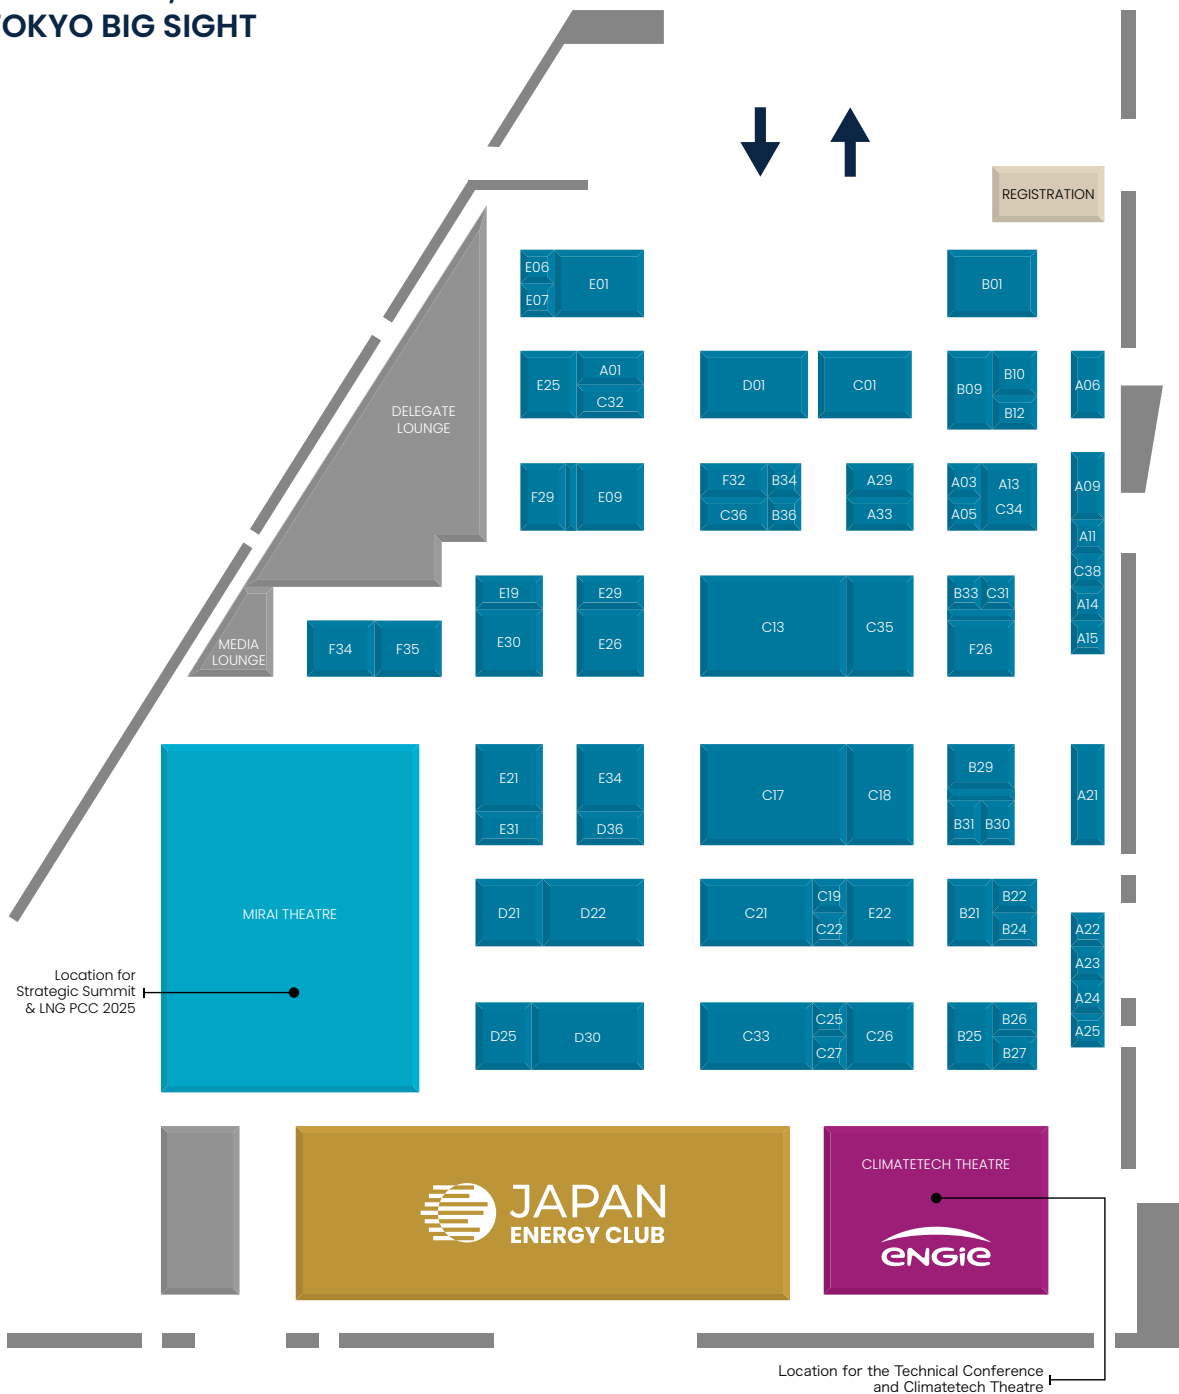 TOKYO BIG SIGHT
REGISTRATION
E06
E01
E07
B01
E25
A01
C32
D01
C01
B09
B10
B12
A06
DELEGATE
LOUNGE
F29
E09
F32
B34
C36
B36
A29
A33
A03
A13
A05
C34
A09
A11
C38
A14
A15
E19
E30
E29
E26
C13
C35
B33
C31
F26
MEDIA
LOUNGE
F34
F35
E21
E31
E34
D36
C17
C18
B29
B31
B30
A21
MIRAI THEATRE
D21
D22
C21
C19
C22
E22
B21
B22
B24
A22
A23
A24
A25
Location for
Strategic Summit
& LNG PCC 2025
D25
D30
C33
C25
C27
C26
B25
B26
B27
JAPAN
ENERGY CLUB
CLIMATETECH THEATRE
ENGIE
Location for the Technical Conference
and Climatetech Theatre